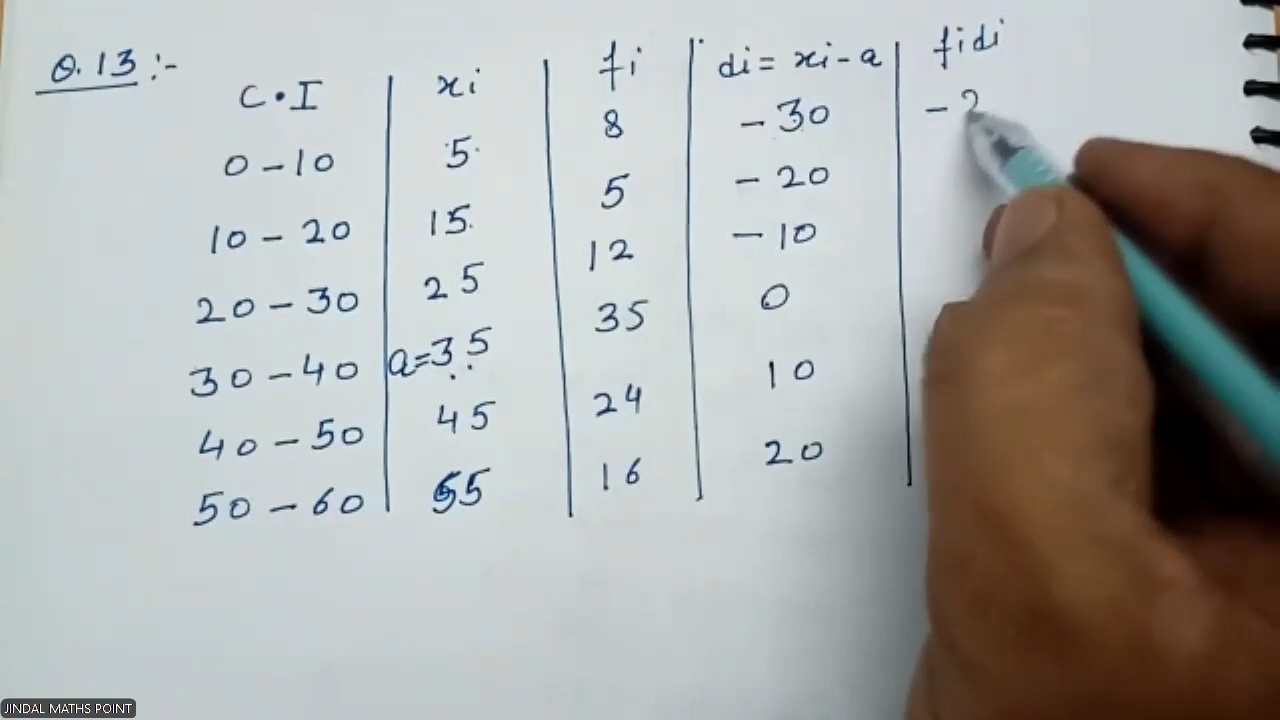 Q.13 :-
C.I xi fi di = xi - a fidi
0 - 10 5 8 - 30 - 2
10 - 20 15 5 - 20
20 - 30 25 12 - 10
30 - 40 a=35 35 0
40 - 50 45 24 10
50 - 60 55 16 20
JINDAL MATHS POINT